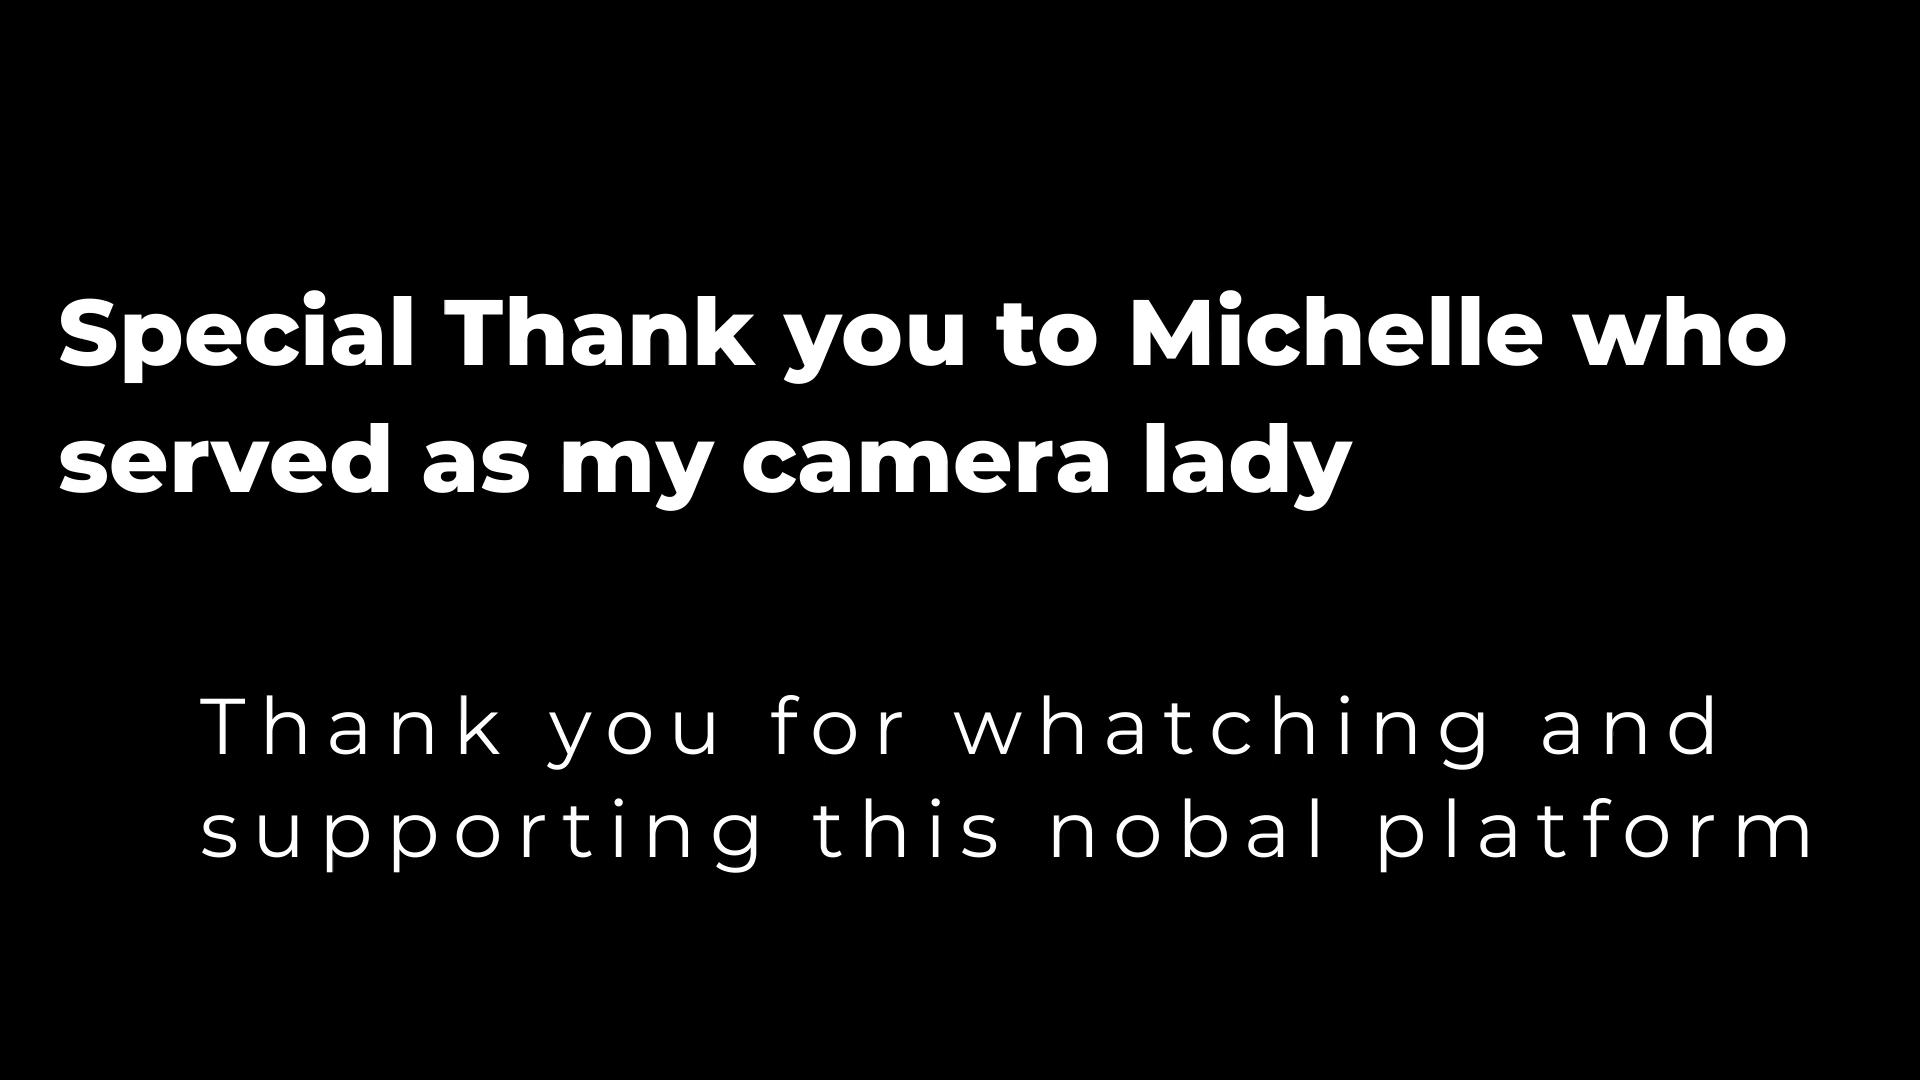 Special Thank you to Michelle who
served as my camera lady
Thank you for whatching and
supporting this nobal platform